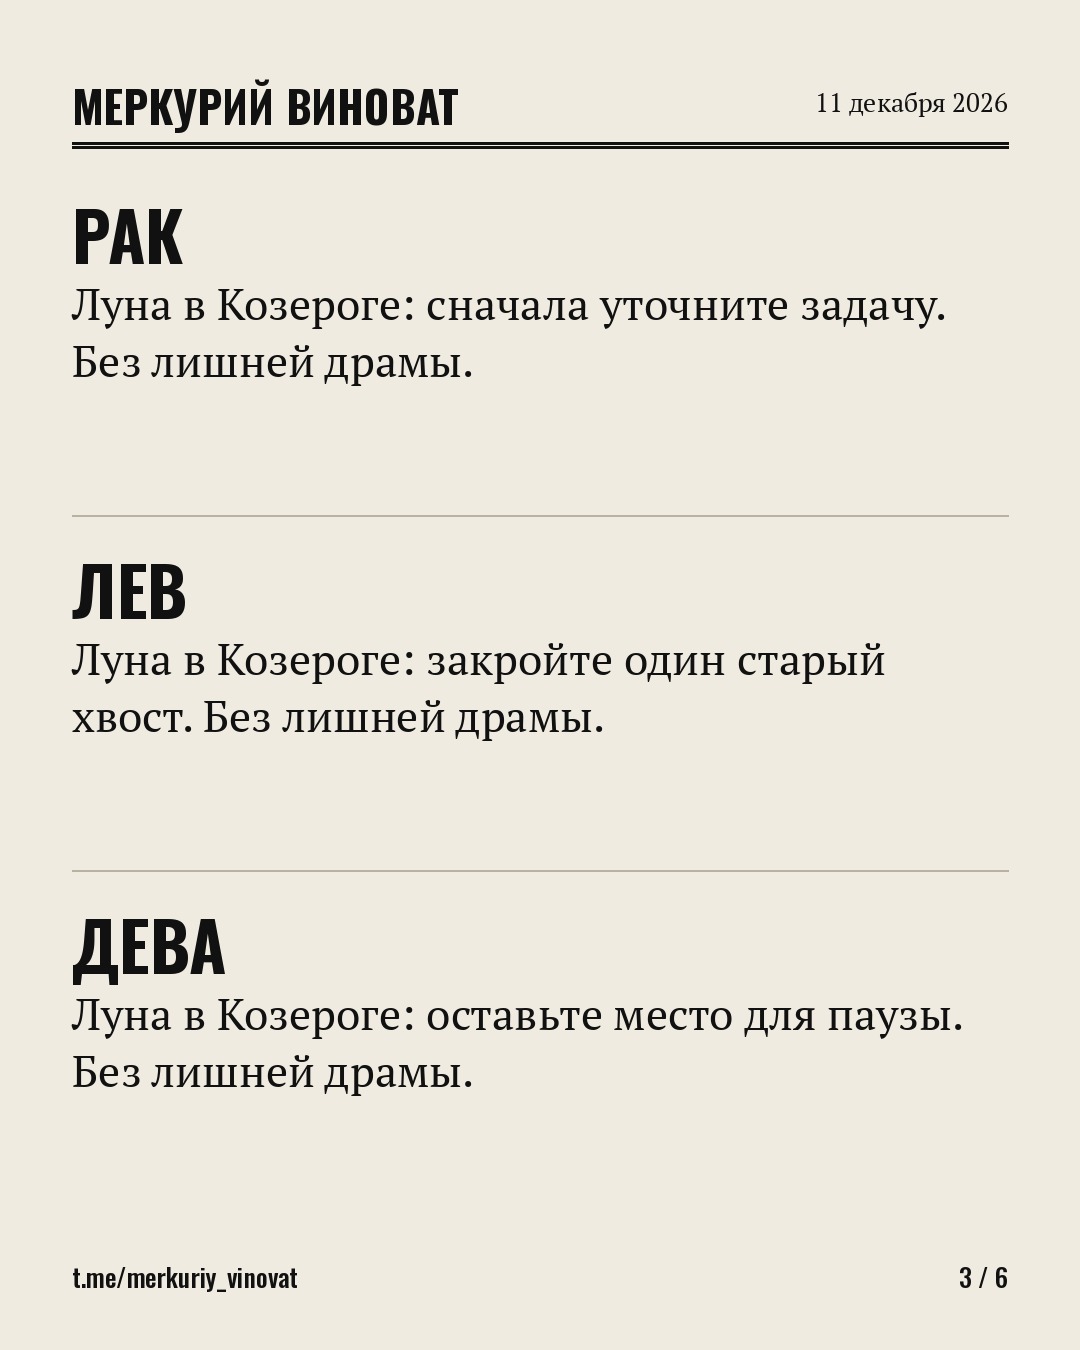 МЕРКУРИЙ ВИНОВАТ
11 декабря 2026
РАК
Луна в Козероге: сначала уточните задачу.
Без лишней драмы.
ЛЕВ
Луна в Козероге: закройте один старый
хвост. Без лишней драмы.
ДЕВА
Луна в Козероге: оставьте место для паузы.
Без лишней драмы.
t.me/merkuriy_vinovat
3 / 6